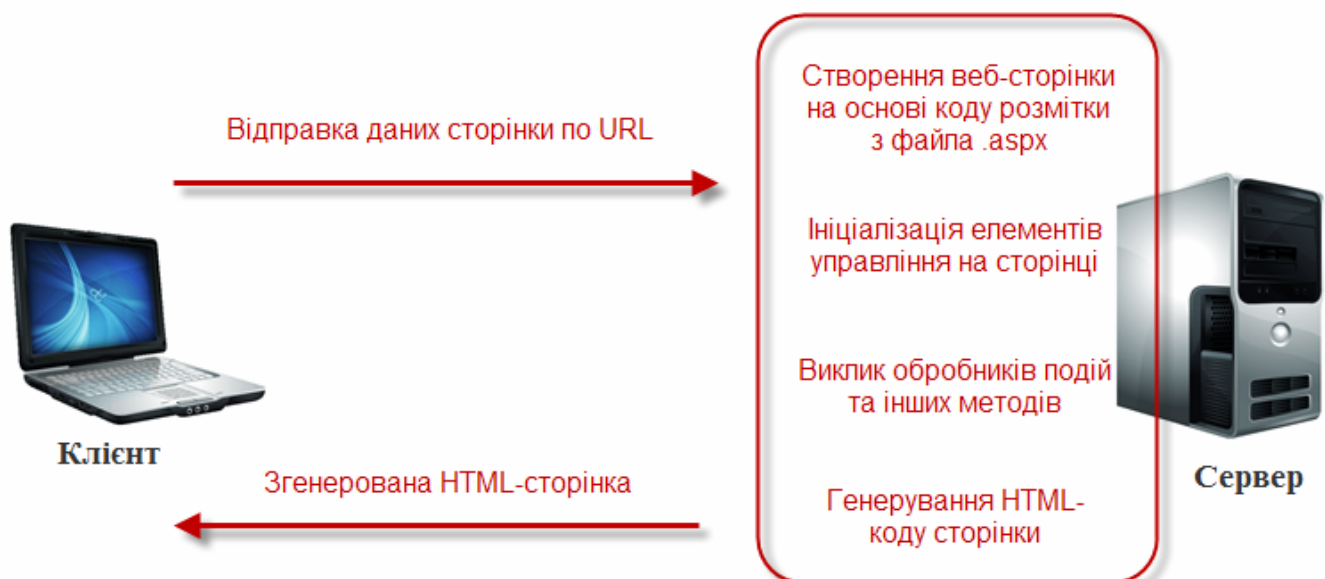 Відправка даних сторінки по URL
Створення веб-сторінки
на основі коду розмітки
з файла .aspx
Ініціалізація елементів
управління на сторінці
Виклик обробників подій
та інших методів
Клієнт
Згенерована HTML-сторінка
Генерування HTML-
коду сторінки
Сервер